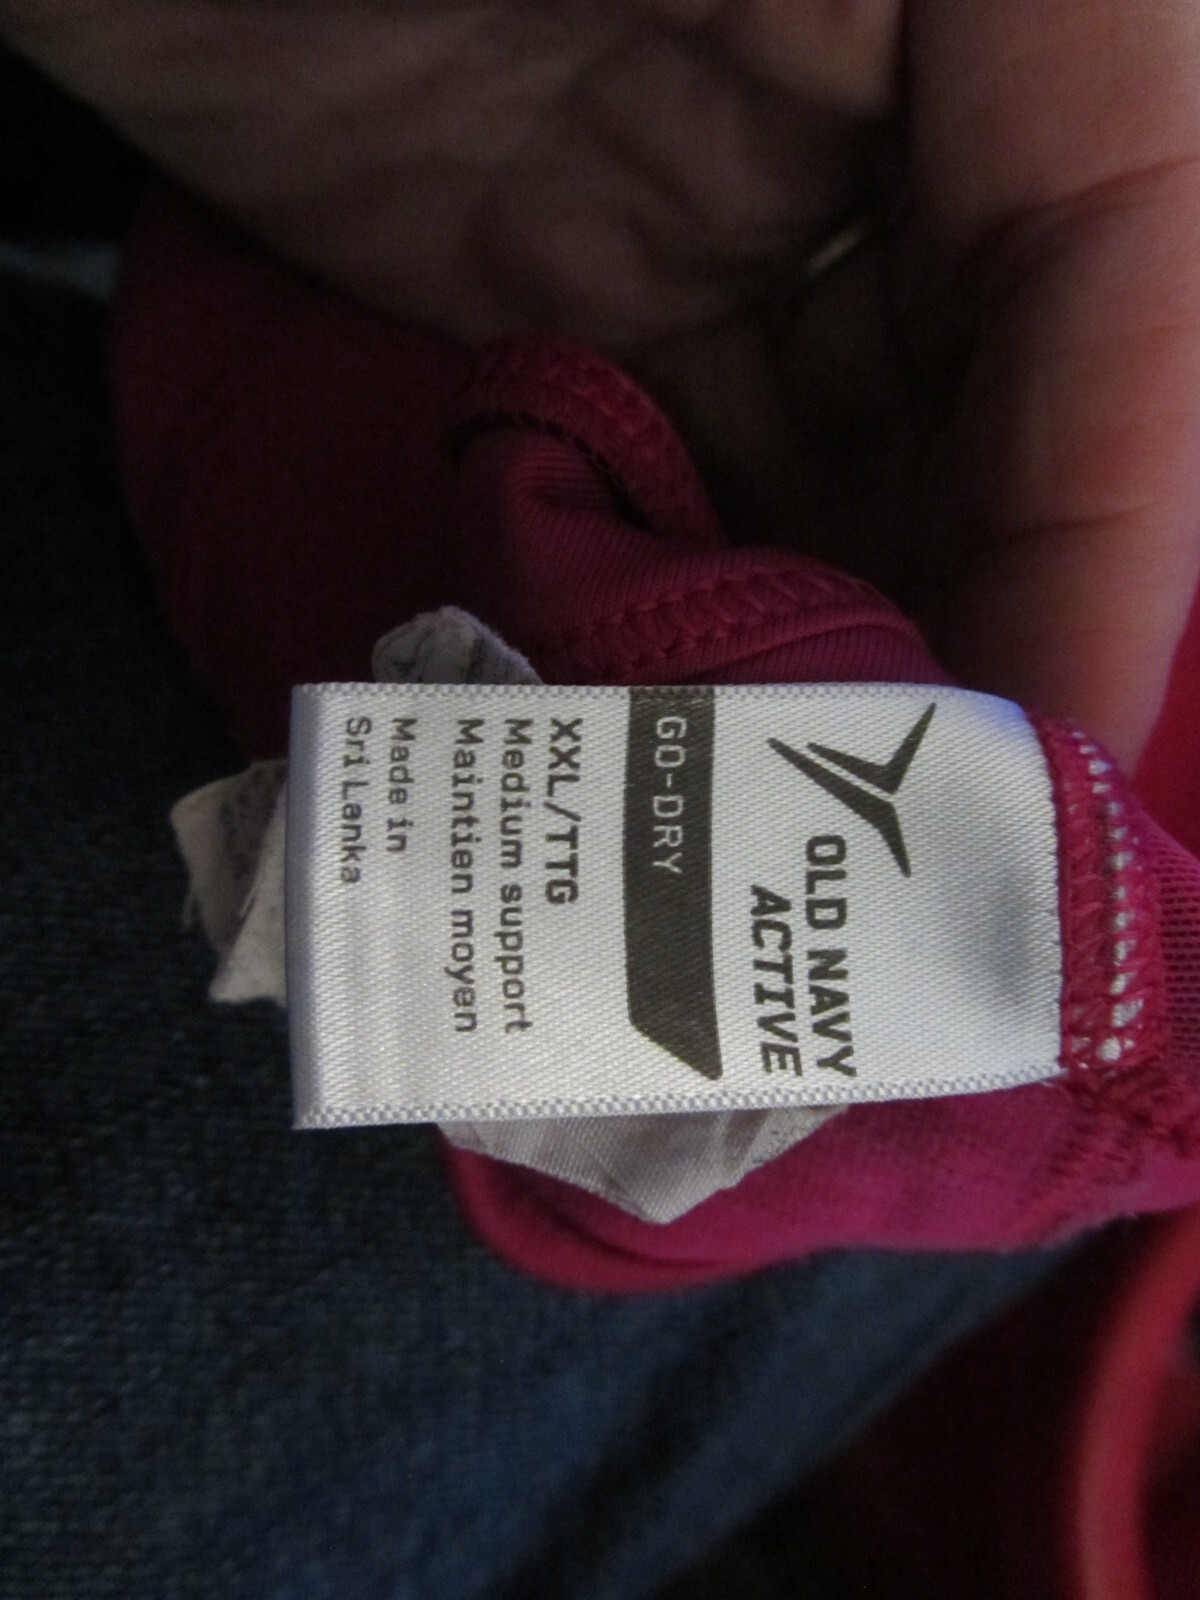 OLD NAVY
ACTIVE
GO-DRY
XXL/TTG
Medium support
Maintien moyen
Made in
Sri Lanka